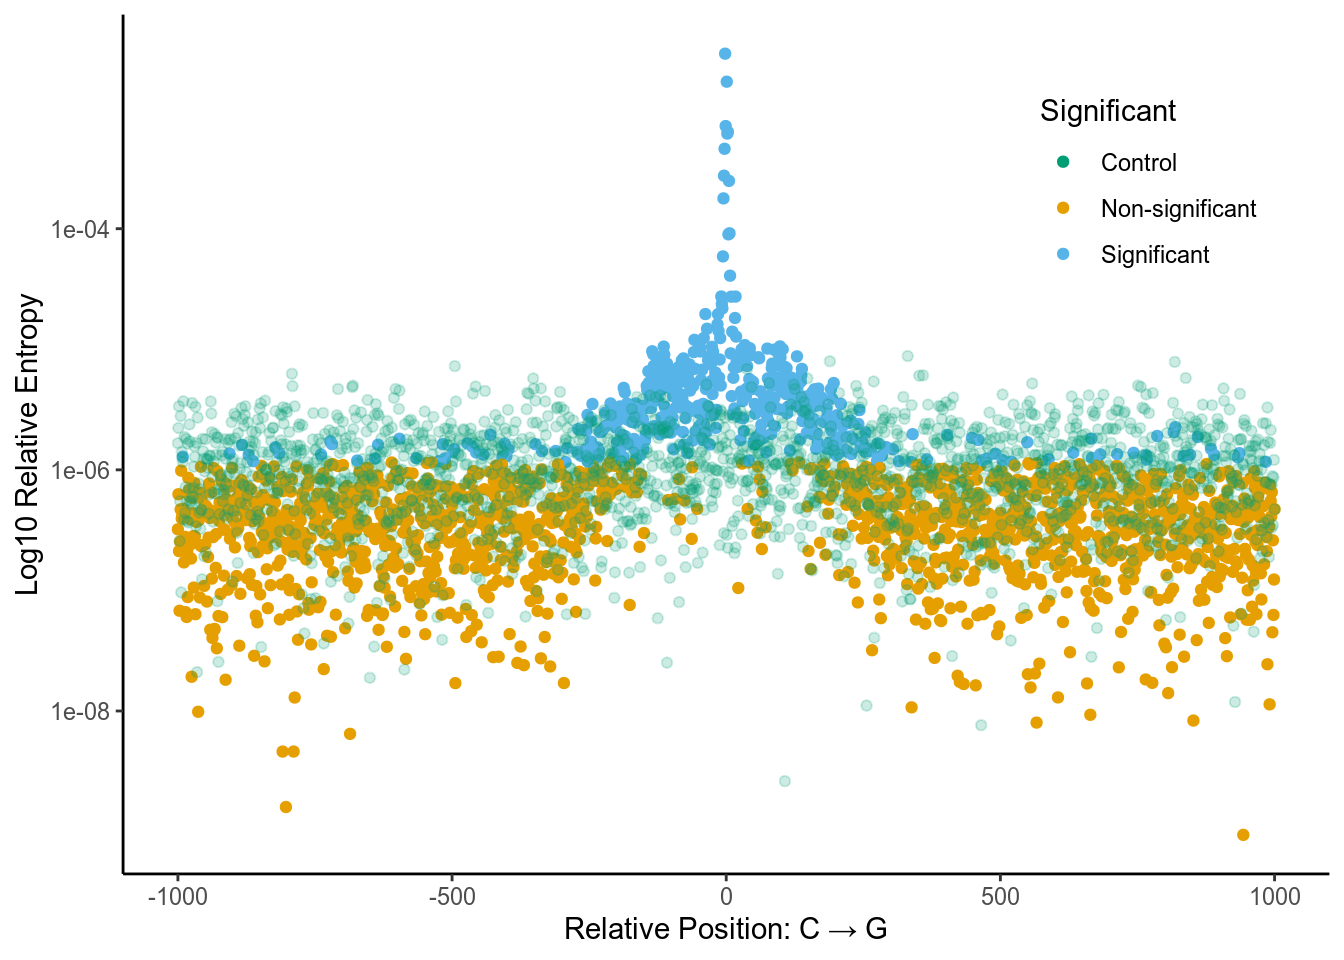 Significant
Control
Non-significant
Significant
Log10 Relative Entropy
1e-04
1e-06
1e-08
-1000
-500
0
500
1000
Relative Position: C → G